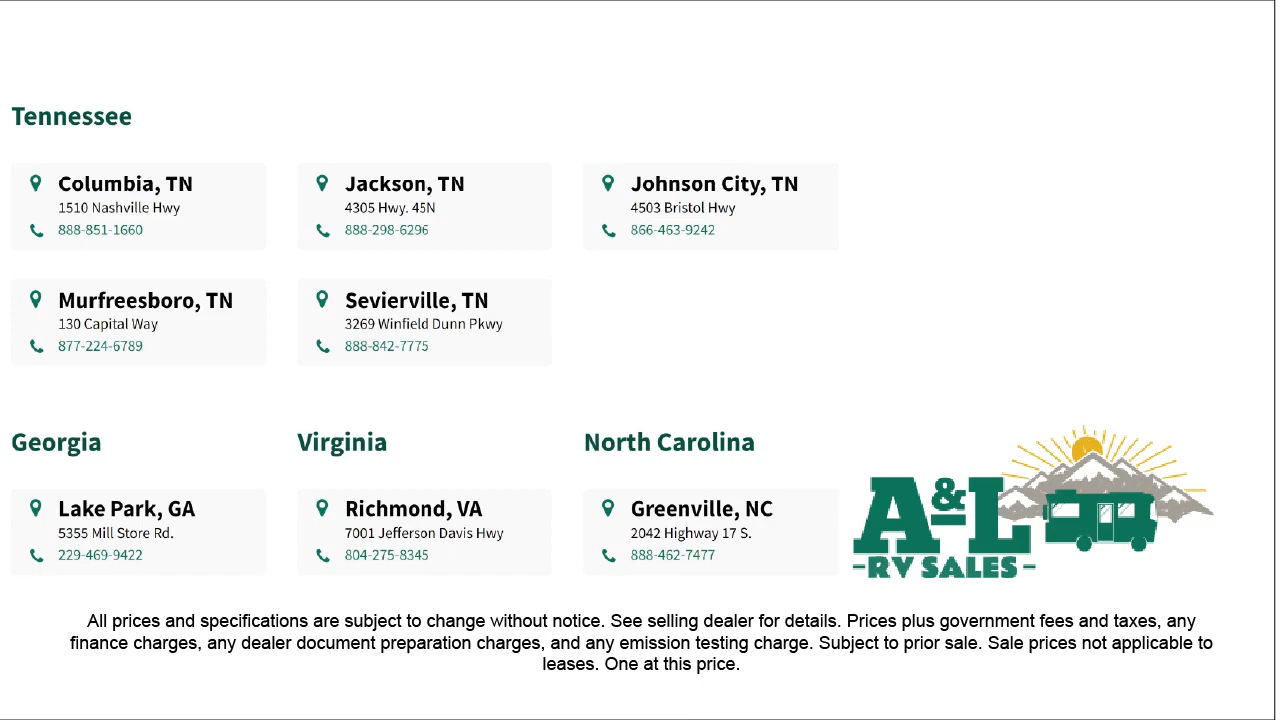 Tennessee
Columbia, TN
1510 Nashville Hwy
888-851-1660
Jackson, TN
4305 Hwy. 45N
888-298-6296
Johnson City, TN
4503 Bristol Hwy
866-463-9242
Murfreesboro, TN
130 Capital Way
877-224-6789
Sevierville, TN
3269 Winfield Dunn Pkwy
888-842-7775
Georgia
Lake Park, GA
5355 Mill Store Rd.
229-469-9422
Virginia
Richmond, VA
7001 Jefferson Davis Hwy
804-275-8345
North Carolina
Greenville, NC
2042 Highway 17 S.
888-462-7477
A&L
-RV SALES-
All prices and specifications are subject to change without notice. See selling dealer for details. Prices plus government fees and taxes, any
finance charges, any dealer document preparation charges, and any emission testing charge. Subject to prior sale. Sale prices not applicable to
leases. One at this price.